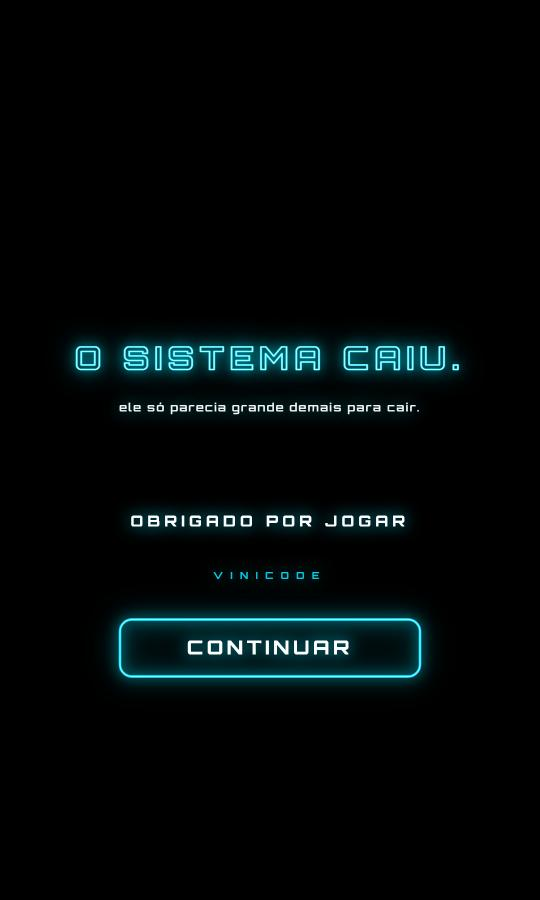 O SISTEMA CAIU.
ele só parecia grande demais para cair.
OBRIGADO POR JOGAR
VINICODE
CONTINUAR